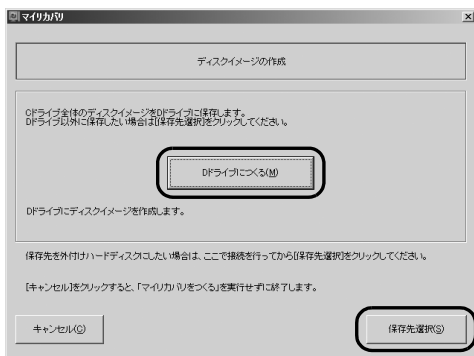 マイリカバリ
ディスクイメージの作成
Cドライブ全体のディスクイメージをDドライブに保存します。
Dドライブ以外に保存したい場合は[保存先選択]をクリックしてください。
Dドライブにつくる(M)
Dドライブにディスクイメージを作成します。
保存先を外付けハードディスクにしたい場合は、ここで接続を行ってから[保存先選択]をクリックしてください。
[キャンセル]をクリックすると、「マイリカバリをつくる」を実行せずに終了します。
キャンセル(C)
保存先選択(S)